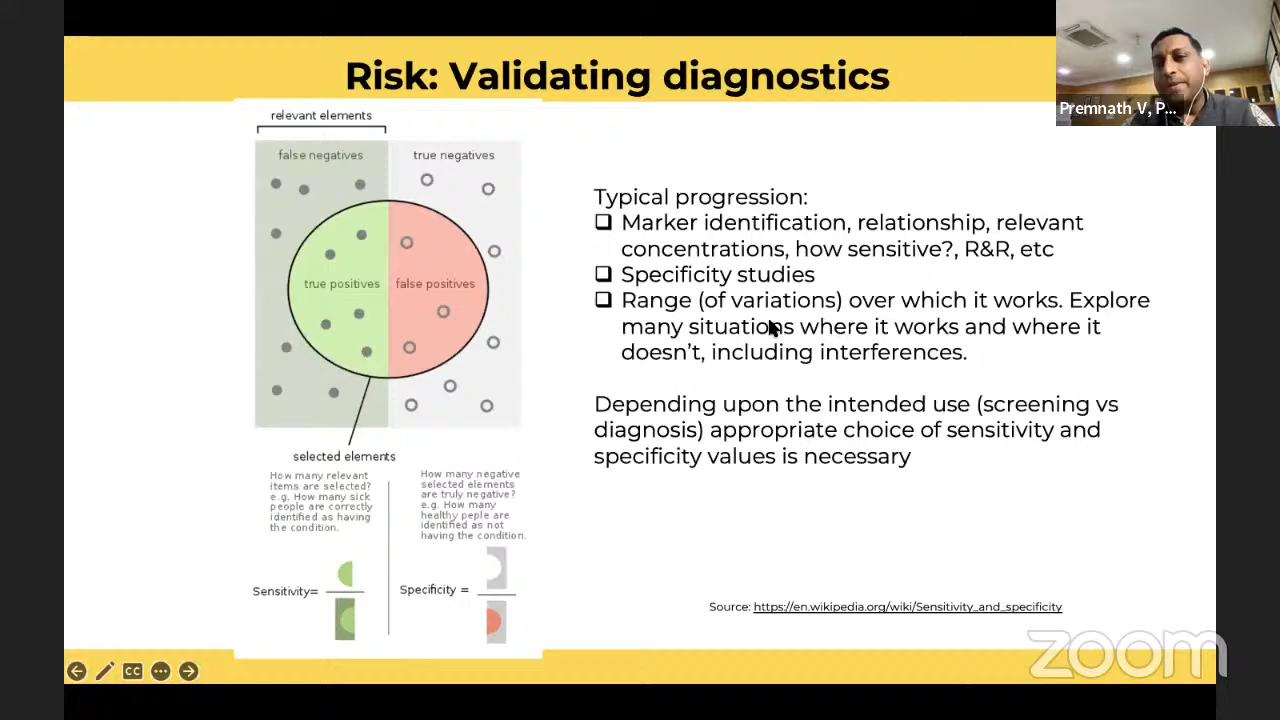 Risk: Validating diagnostics
Premnath V, P...
relevant elements
false negatives
true negatives
true positives
false positives
selected elements
How many relevant
items are selected?
e.g. How many sick
people are correctly
identified as having
the condition.
How many negative
selected elements
are truly negative?
e.g. How many
healthy peple are
identified as not
having the condition.
Sensitivity=
Specificity =
Typical progression:
Marker identification, relationship, relevant
concentrations, how sensitive?, R&R, etc
Specificity studies
Range (of variations) over which it works. Explore
many situations where it works and where it
doesn't, including interferences.
Depending upon the intended use (screening vs
diagnosis) appropriate choice of sensitivity and
specificity values is necessary
Source: https://en.wikipedia.org/wiki/Sensitivity_and_specificity
zoom
CC